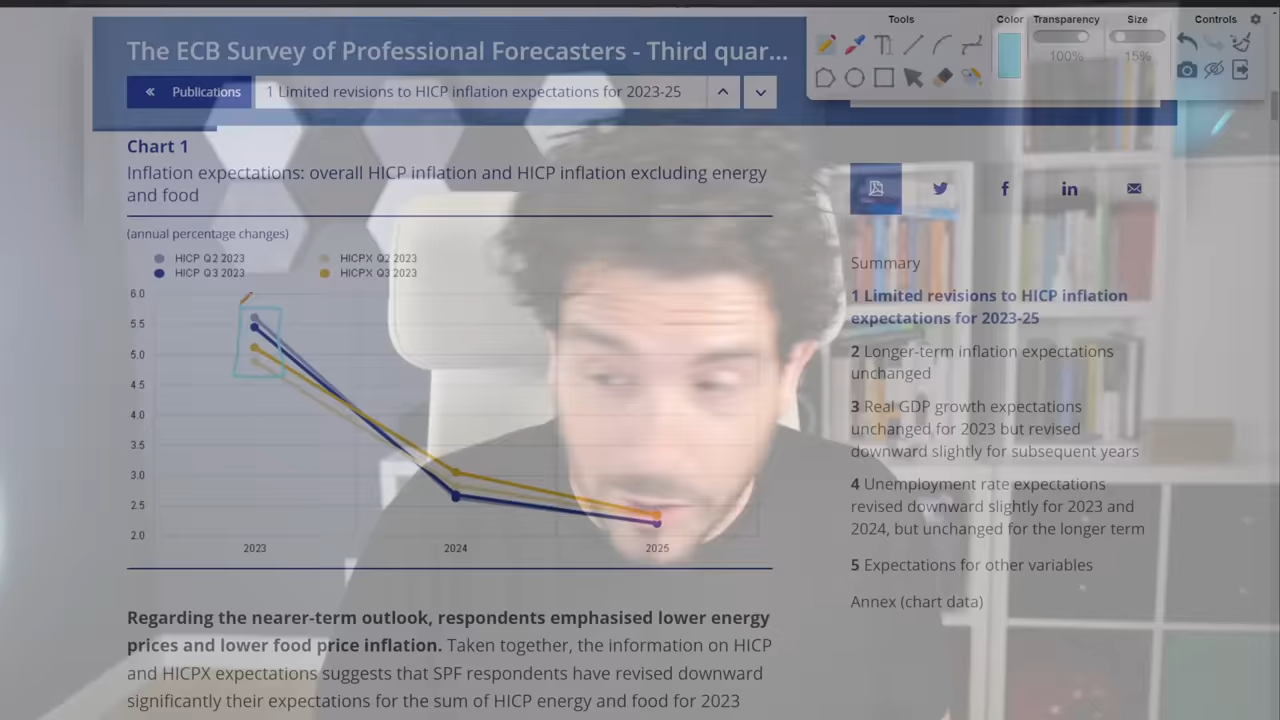 The ECB Survey of Professional Forecasters - Third quar...
« Publications
1 Limited revisions to HICP inflation expectations for 2023-25
Tools
Color
Transparency
Size
Controls
100%
15%
Chart 1
Inflation expectations: overall HICP inflation and HICP inflation excluding energy
and food
(annual percentage changes)
HICP Q2 2023
HICPX Q2 2023
HICP Q3 2023
HICPX Q3 2023
6.0
5.5
5.0
4.5
4.0
3.5
3.0
2.5
2.0
2023
2024
2025
Regarding the nearer-term outlook, respondents emphasised lower energy
prices and lower food price inflation. Taken together, the information on HICP
and HICPX expectations suggests that SPF respondents have revised downward
significantly their expectations for the sum of HICP energy and food for 2023
Summary
1 Limited revisions to HICP inflation
expectations for 2023-25
2 Longer-term inflation expectations
unchanged
3 Real GDP growth expectations
unchanged for 2023 but revised
downward slightly for subsequent years
4 Unemployment rate expectations
revised downward slightly for 2023 and
2024, but unchanged for the longer term
5 Expectations for other variables
Annex (chart data)